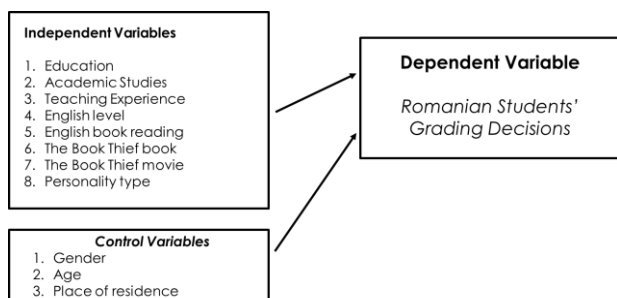 Independent Variables
1. Education
2. Academic Studies
3. Teaching Experience
4. English level
5. English book reading
6. The Book Thief book
7. The Book Thief movie
8. Personality type
Dependent Variable
Romanian Students'
Grading Decisions
Control Variables
1. Gender
2. Age
3. Place of residence